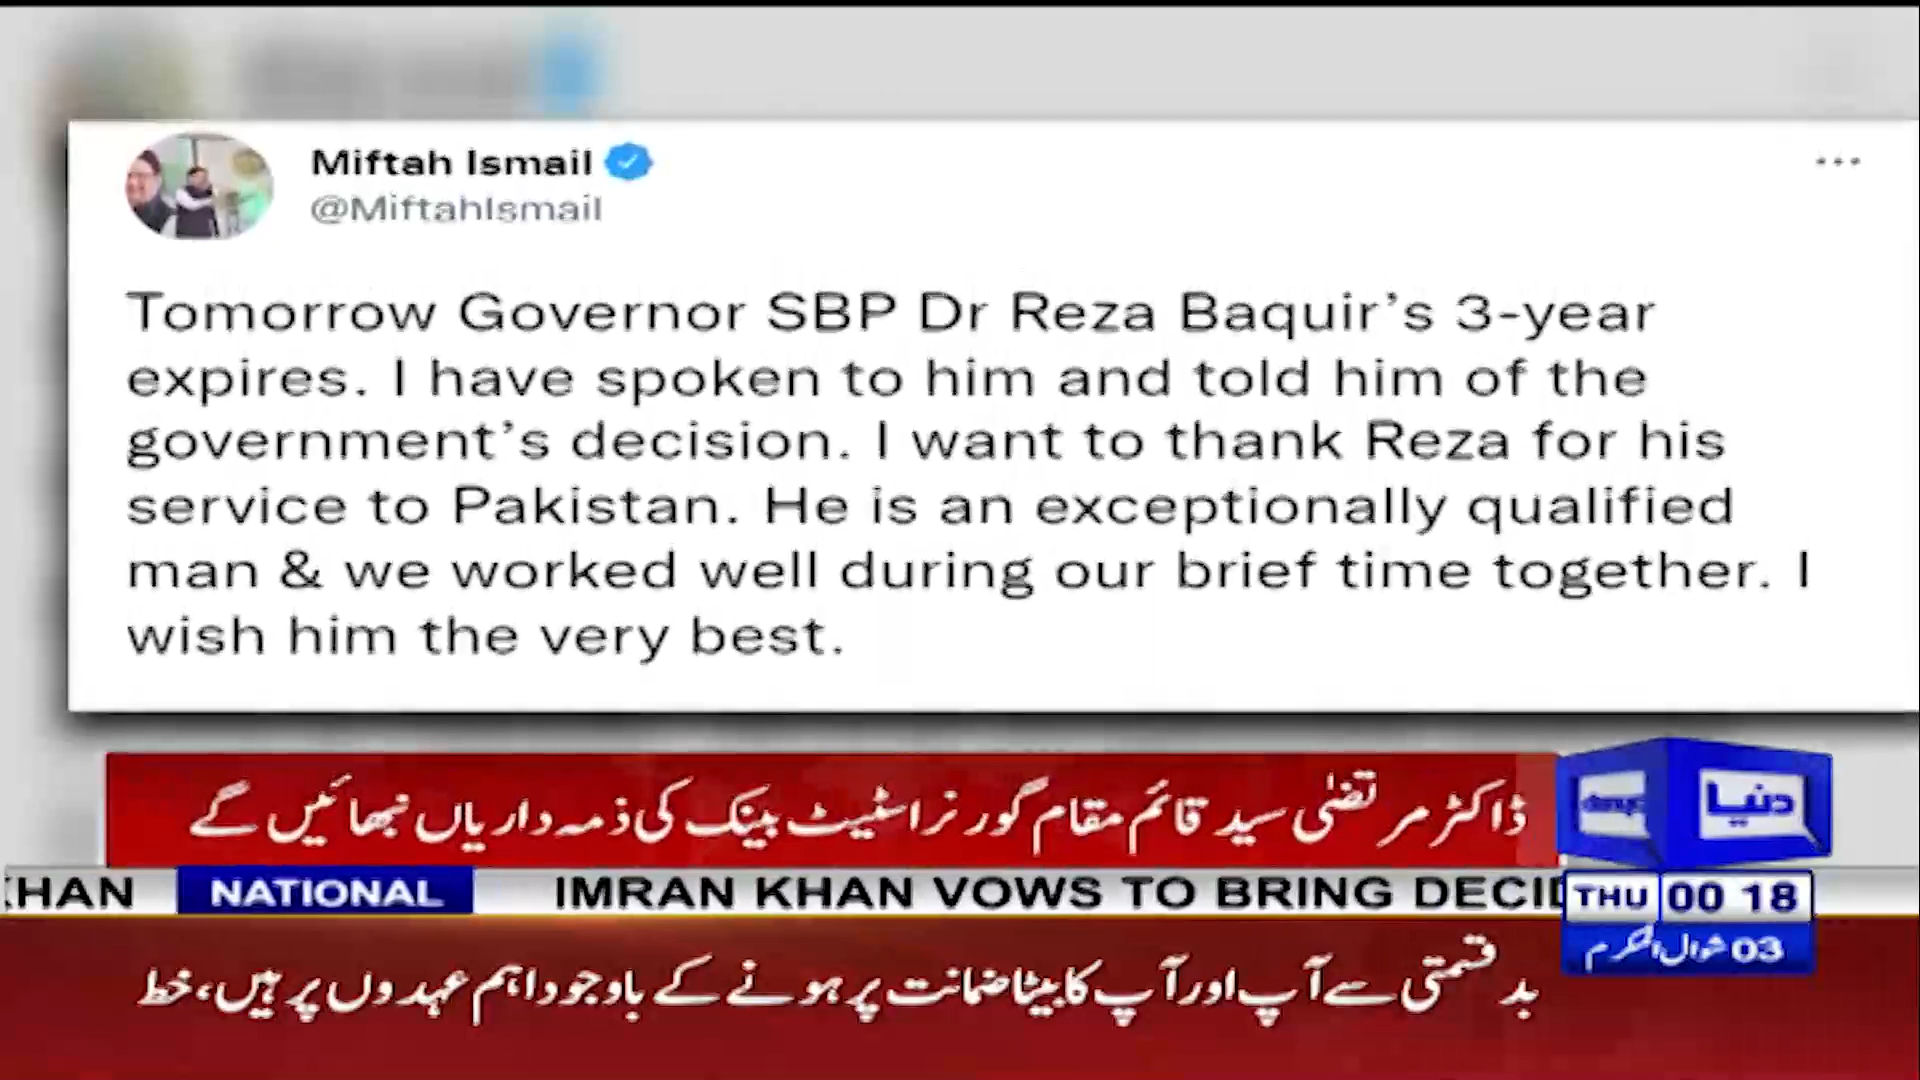 Miftah Ismail
@MiftahIsmail
Tomorrow Governor SBP Dr Reza Baquir’s 3-year
expires. I have spoken to him and told him of the
government’s decision. I want to thank Reza for his
service to Pakistan. He is an exceptionally qualified
man & we worked well during our brief time together. I
wish him the very best.
ڈاکٹر مرتضٰی سید قائم مقام گورنر اسٹیٹ بینک کی ذمہ داریاں نبھائیں گے
دنیا
KHAN NATIONAL IMRAN KHAN VOWS TO BRING DECID
THU 00 18
03 شوال المکرم
بدقسمتی سے آپ اور آپ کا بیٹا ضمانت پر ہونے کے باوجود اہم عہدوں پر ہیں، خط